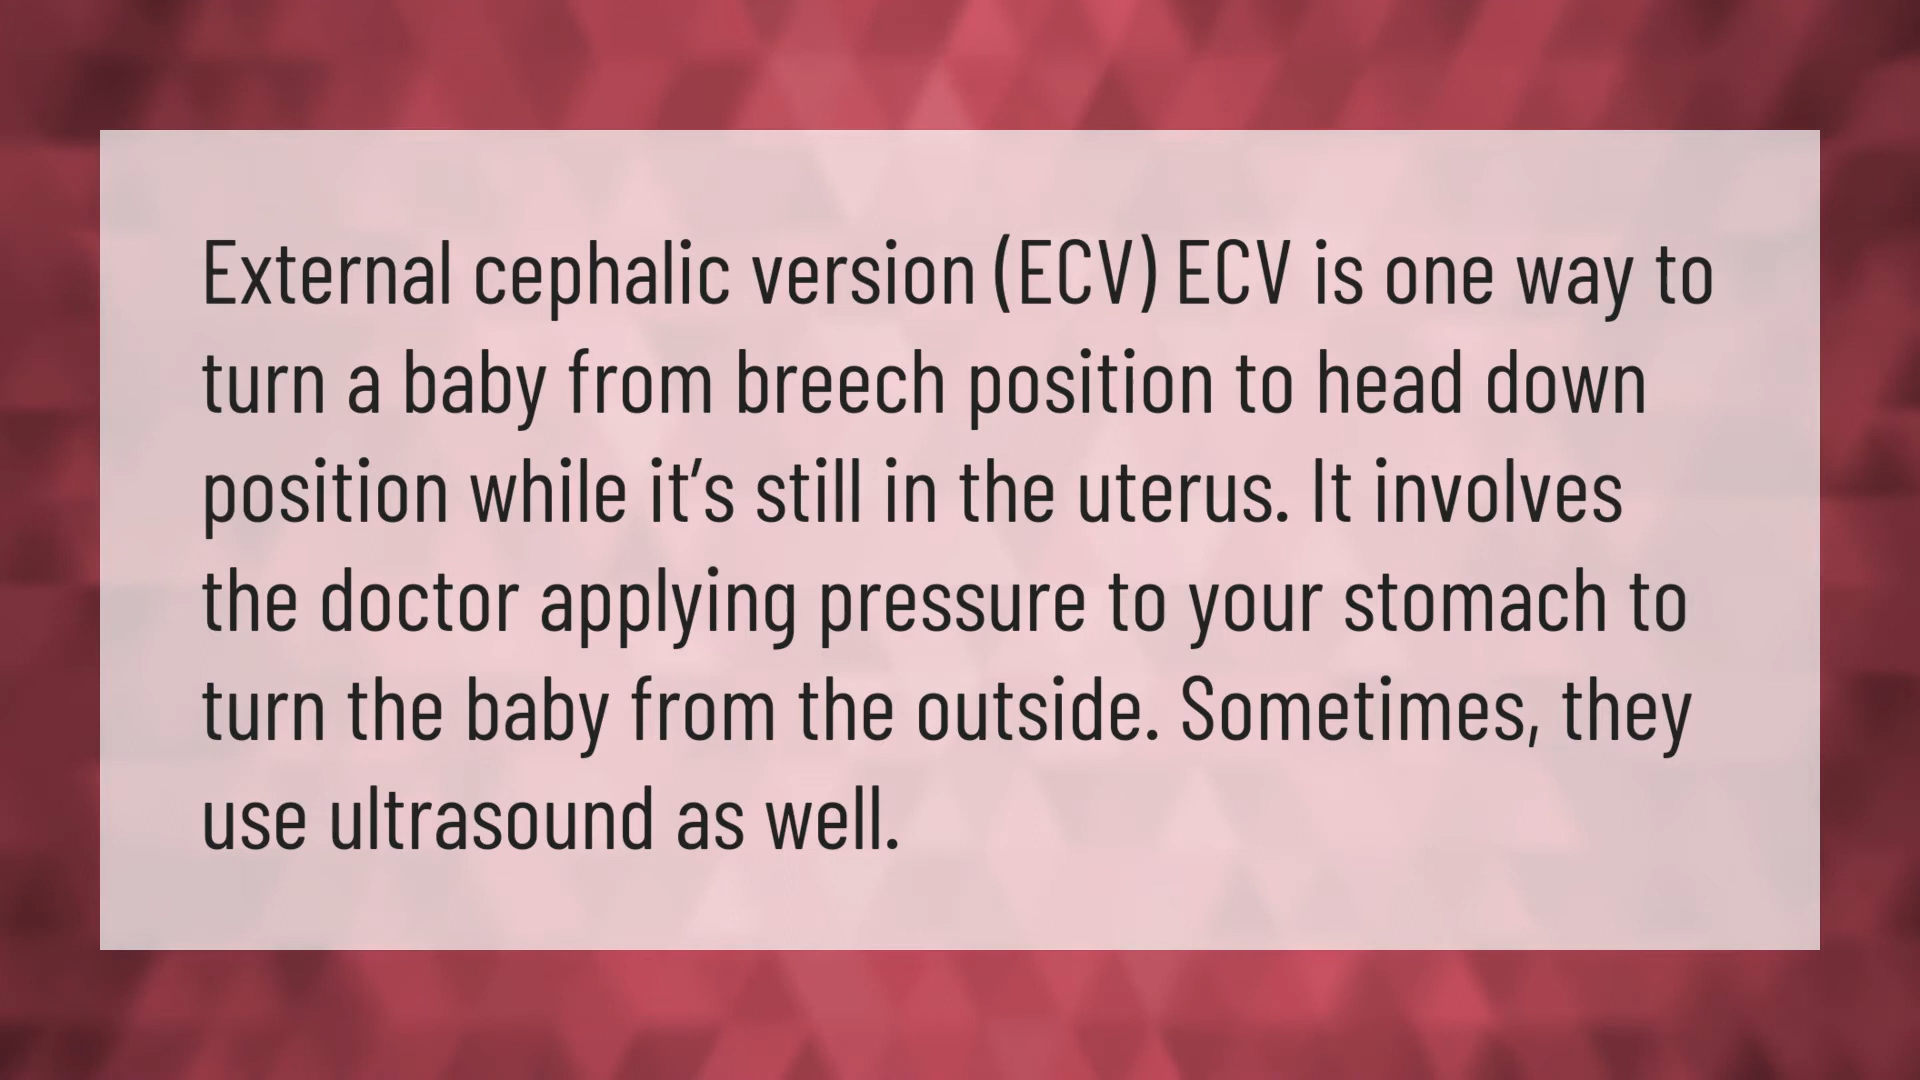 External cephalic version (ECV) ECV is one way to
turn a baby from breech position to head down
position while it’s still in the uterus. It involves
the doctor applying pressure to your stomach to
turn the baby from the outside. Sometimes, they
use ultrasound as well.